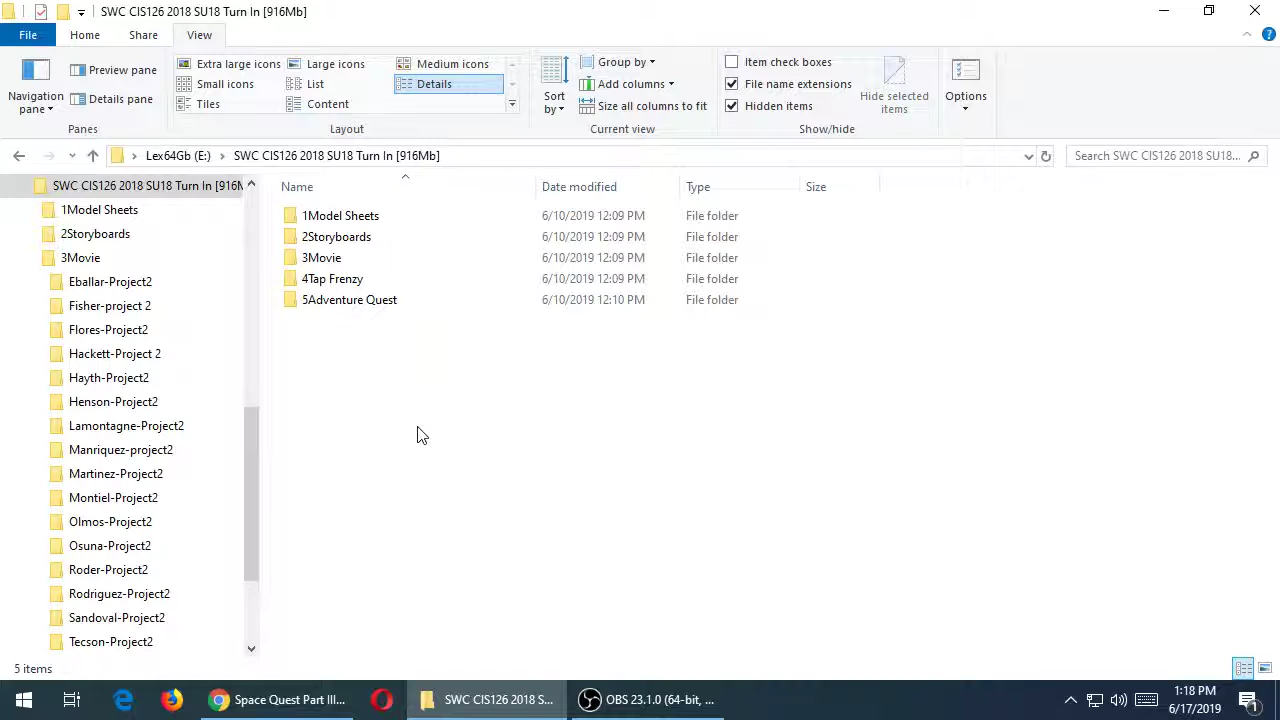 SWC CIS126 2018 SU18 Turn In [916Mb]
File Home Share View
Navigation pane
Preview pane
Details pane
Panes
Extra large icons Large icons Medium icons
Small icons List Details
Tiles Content
Layout
Sort by
Group by
Add columns
Size all columns to fit
Current view
Item check boxes
File name extensions
Hidden items
Hide selected items
Show/hide
Options
Lex64Gb (E:) SWC CIS126 2018 SU18 Turn In [916Mb]
Search SWC CIS126 2018 SU18...
SWC CIS126 2018 SU18 Turn In [916M
1Model Sheets
2Storyboards
3Movie
Eballar-Project2
Fisher-project 2
Flores-Project2
Hackett-Project 2
Hayth-Project2
Henson-Project2
Lamontagne-Project2
Manriquez-project2
Martinez-Project2
Montiel-Project2
Olmos-Project2
Osuna-Project2
Roder-Project2
Rodriguez-Project2
Sandoval-Project2
Tecson-Project2
Name Date modified Type Size
1Model Sheets 6/10/2019 12:09 PM File folder
2Storyboards 6/10/2019 12:09 PM File folder
3Movie 6/10/2019 12:09 PM File folder
4Tap Frenzy 6/10/2019 12:09 PM File folder
5Adventure Quest 6/10/2019 12:10 PM File folder
5 items
Space Quest Part III...
SWC CIS126 2018 S...
OBS 23.1.0 (64-bit, ...
1:18 PM
6/17/2019
1